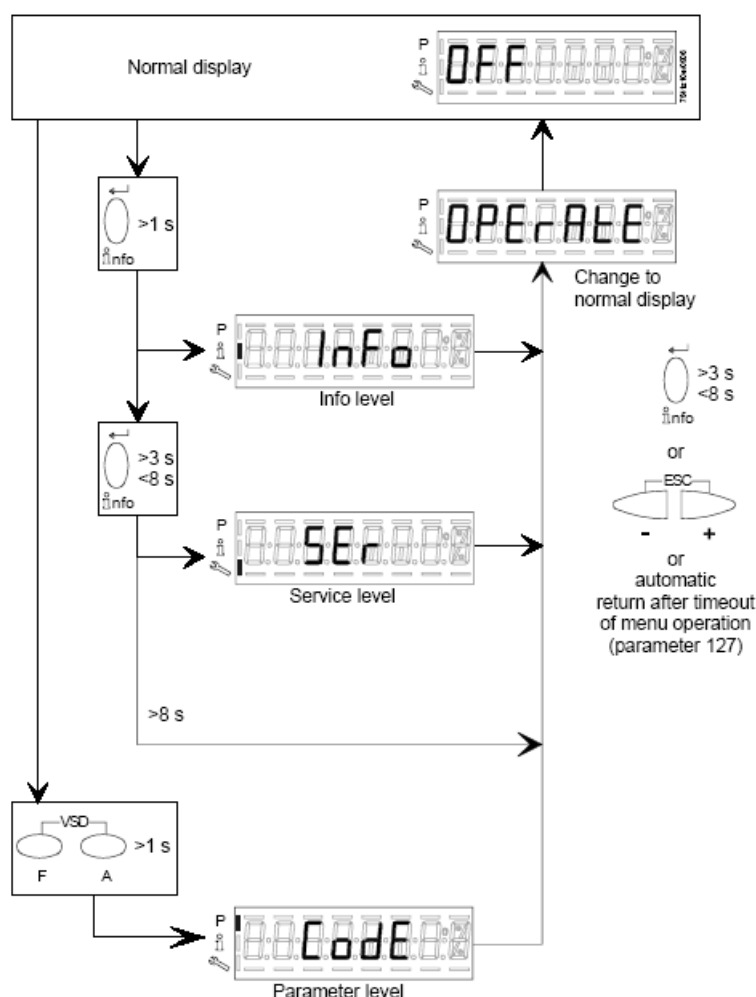 Normal display
P
i
OFF
>1 s
info
P
i
OPErAtE
Change to
normal display
P
i
InFo
Info level
>3 s
<8 s
info
>3 s
<8 s
info
or
ESC
- +
or
automatic
return after timeout
of menu operation
(parameter 127)
P
i
SEr
Service level
>8 s
VSD
>1 s
F A
P
i
CodE
Parameter level